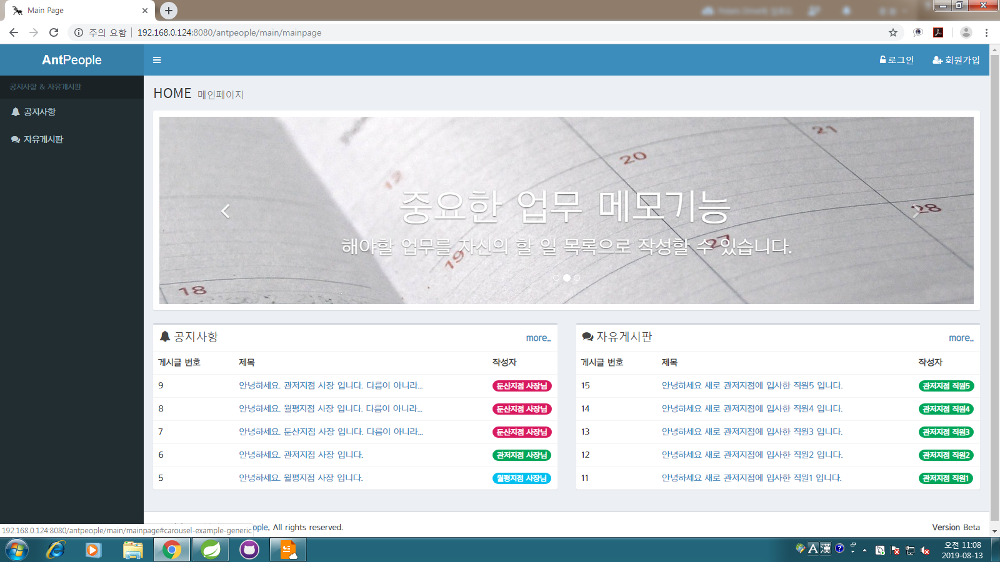 Main Page
주의 요함
192.168.0.124:8080/antpeople/main/mainpage
AntPeople
로그인
회원가입
공지사항 & 자유게시판
공지사항
자유게시판
HOME 메인페이지
13
18
19
20
21
27
28
중요한 업무 메모기능
해야할 업무를 자신의 할 일 목록으로 작성할 수 있습니다.
공지사항
more..
게시글 번호 제목 작성자
9 안녕하세요. 관저지점 사장 입니다. 다름이 아니라... 둔산지점 사장님
8 안녕하세요. 월평지점 사장 입니다. 다름이 아니라... 둔산지점 사장님
7 안녕하세요. 둔산지점 사장 입니다. 다름이 아니라... 둔산지점 사장님
6 안녕하세요. 관저지점 사장 입니다. 관저지점 사장님
5 안녕하세요. 월평지점 사장 입니다. 월평지점 사장님
자유게시판
more..
게시글 번호 제목 작성자
15 안녕하세요 새로 관저지점에 입사한 직원5 입니다. 관저지점 직원5
14 안녕하세요 새로 관저지점에 입사한 직원4 입니다. 관저지점 직원4
13 안녕하세요 새로 관저지점에 입사한 직원3 입니다. 관저지점 직원3
12 안녕하세요 새로 관저지점에 입사한 직원2 입니다. 관저지점 직원2
11 안녕하세요 새로 관저지점에 입사한 직원1 입니다. 관저지점 직원1
ople. All rights reserved.
Version Beta
192.168.0.124:8080/antpeople/main/mainpage#carousel-example-generic
A 漢
오전 11:08
2019-08-13